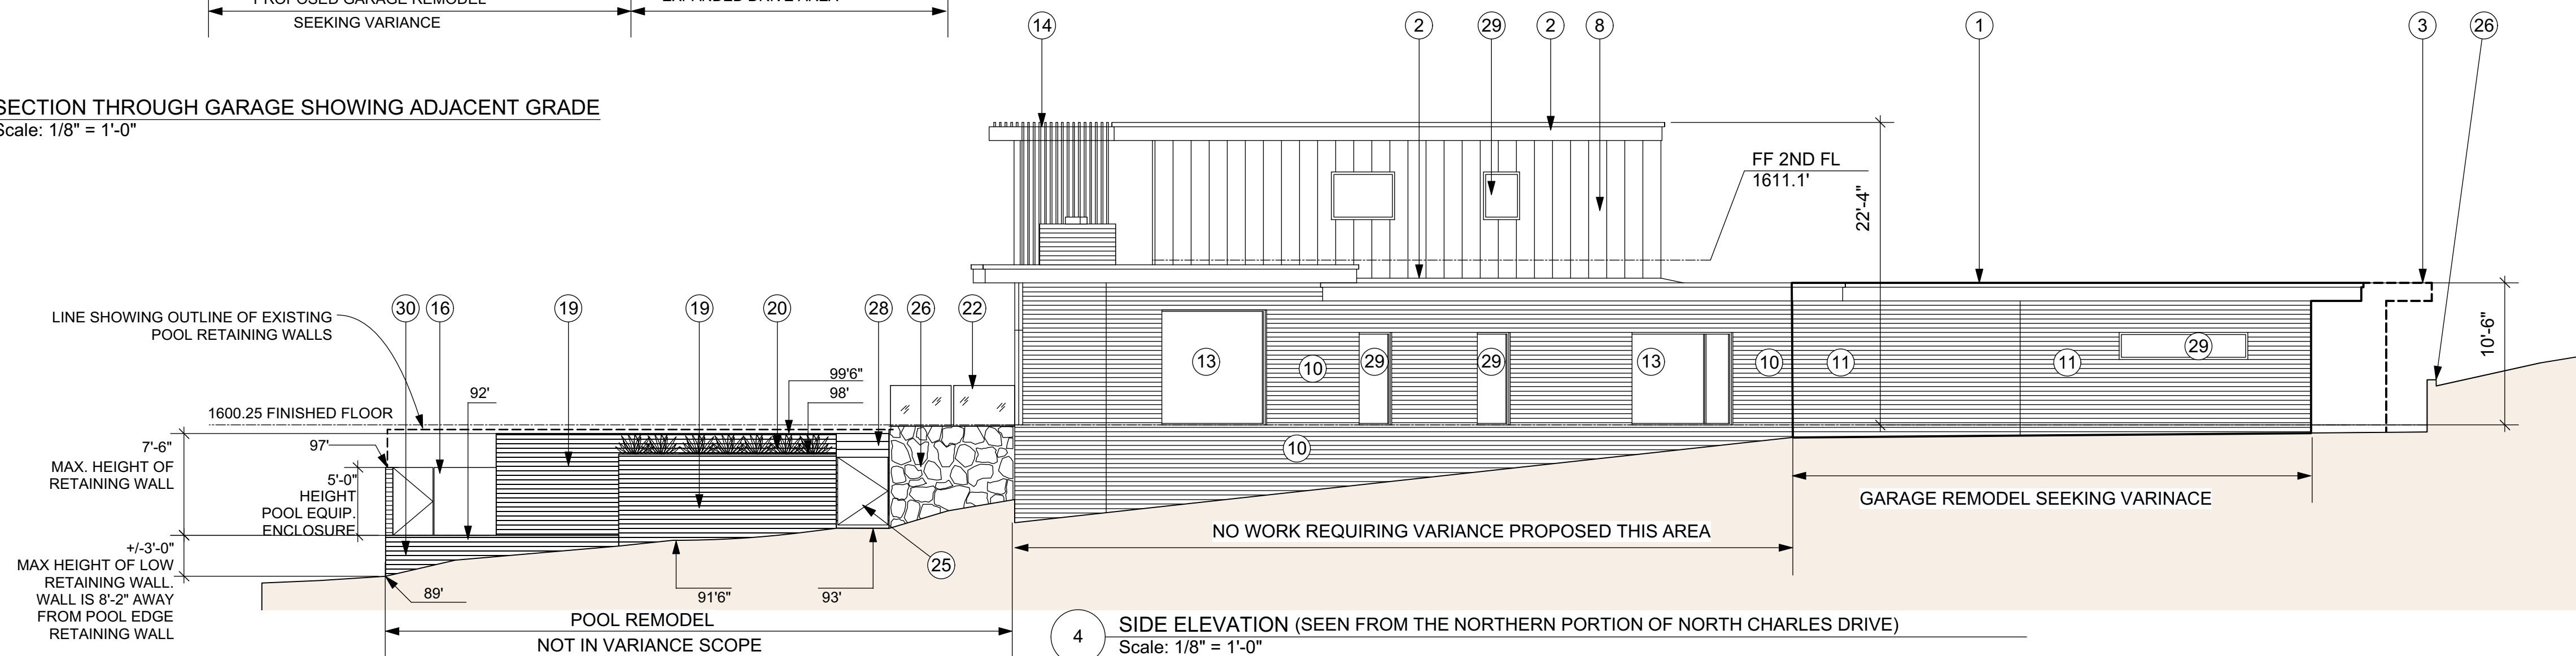 PROPOSED GARAGE REMODEL
SEEKING VARIANCE
EXPANDED DRIVE AREA
SECTION THROUGH GARAGE SHOWING ADJACENT GRADE
Scale: 1/8" = 1'-0"
14
2
29
2
8
1
3
26
FF 2ND FL
1611.1'
22'-4"
10'-6"
LINE SHOWING OUTLINE OF EXISTING
POOL RETAINING WALLS
30
16
19
19
20
28
26
22
99'6"
98'
92'
1600.25 FINISHED FLOOR
97'
7'-6"
MAX. HEIGHT OF
RETAINING WALL
5'-0"
HEIGHT
POOL EQUIP.
ENCLOSURE
+/-3'-0"
MAX HEIGHT OF LOW
RETAINING WALL.
WALL IS 8'-2" AWAY
FROM POOL EDGE
RETAINING WALL
89'
91'6"
93'
25
13
10
29
29
13
10
11
11
29
10
NO WORK REQUIRING VARIANCE PROPOSED THIS AREA
GARAGE REMODEL SEEKING VARINACE
POOL REMODEL
NOT IN VARIANCE SCOPE
4
SIDE ELEVATION (SEEN FROM THE NORTHERN PORTION OF NORTH CHARLES DRIVE)
Scale: 1/8" = 1'-0"